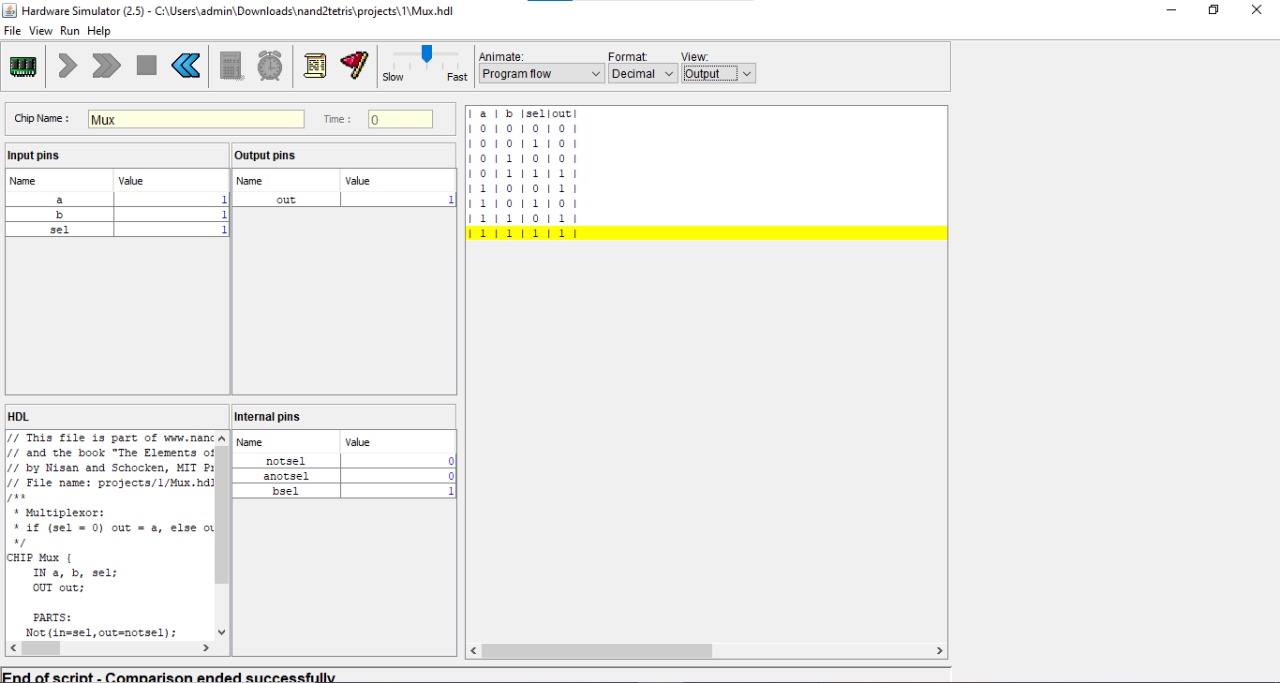 Hardware Simulator (2.5) - C:\Users\admin\Downloads\nand2tetris\projects\1\Mux.hdl
File View Run Help
Slow Fast
Animate: Format: View:
Program flow Decimal Output
Chip Name : Mux Time : 0
Input pins
Name Value
a 1
b 1
sel 1
Output pins
Name Value
out 1
| a | b |sel|out|
| 0 | 0 | 0 | 0 |
| 0 | 0 | 1 | 0 |
| 0 | 1 | 0 | 0 |
| 0 | 1 | 1 | 1 |
| 1 | 0 | 0 | 1 |
| 1 | 0 | 1 | 0 |
| 1 | 1 | 0 | 1 |
| 1 | 1 | 1 | 1 |
HDL
// This file is part of www.nand
// and the book "The Elements of
// by Nisan and Schocken, MIT Pr
// File name: projects/1/Mux.hdl
/**
* Multiplexor:
* if (sel = 0) out = a, else ou
*/
CHIP Mux {
IN a, b, sel;
OUT out;
PARTS:
Not(in=sel,out=notsel);
Internal pins
Name Value
notsel 0
anotsel 0
bsel 1
End of script - Comparison ended successfully